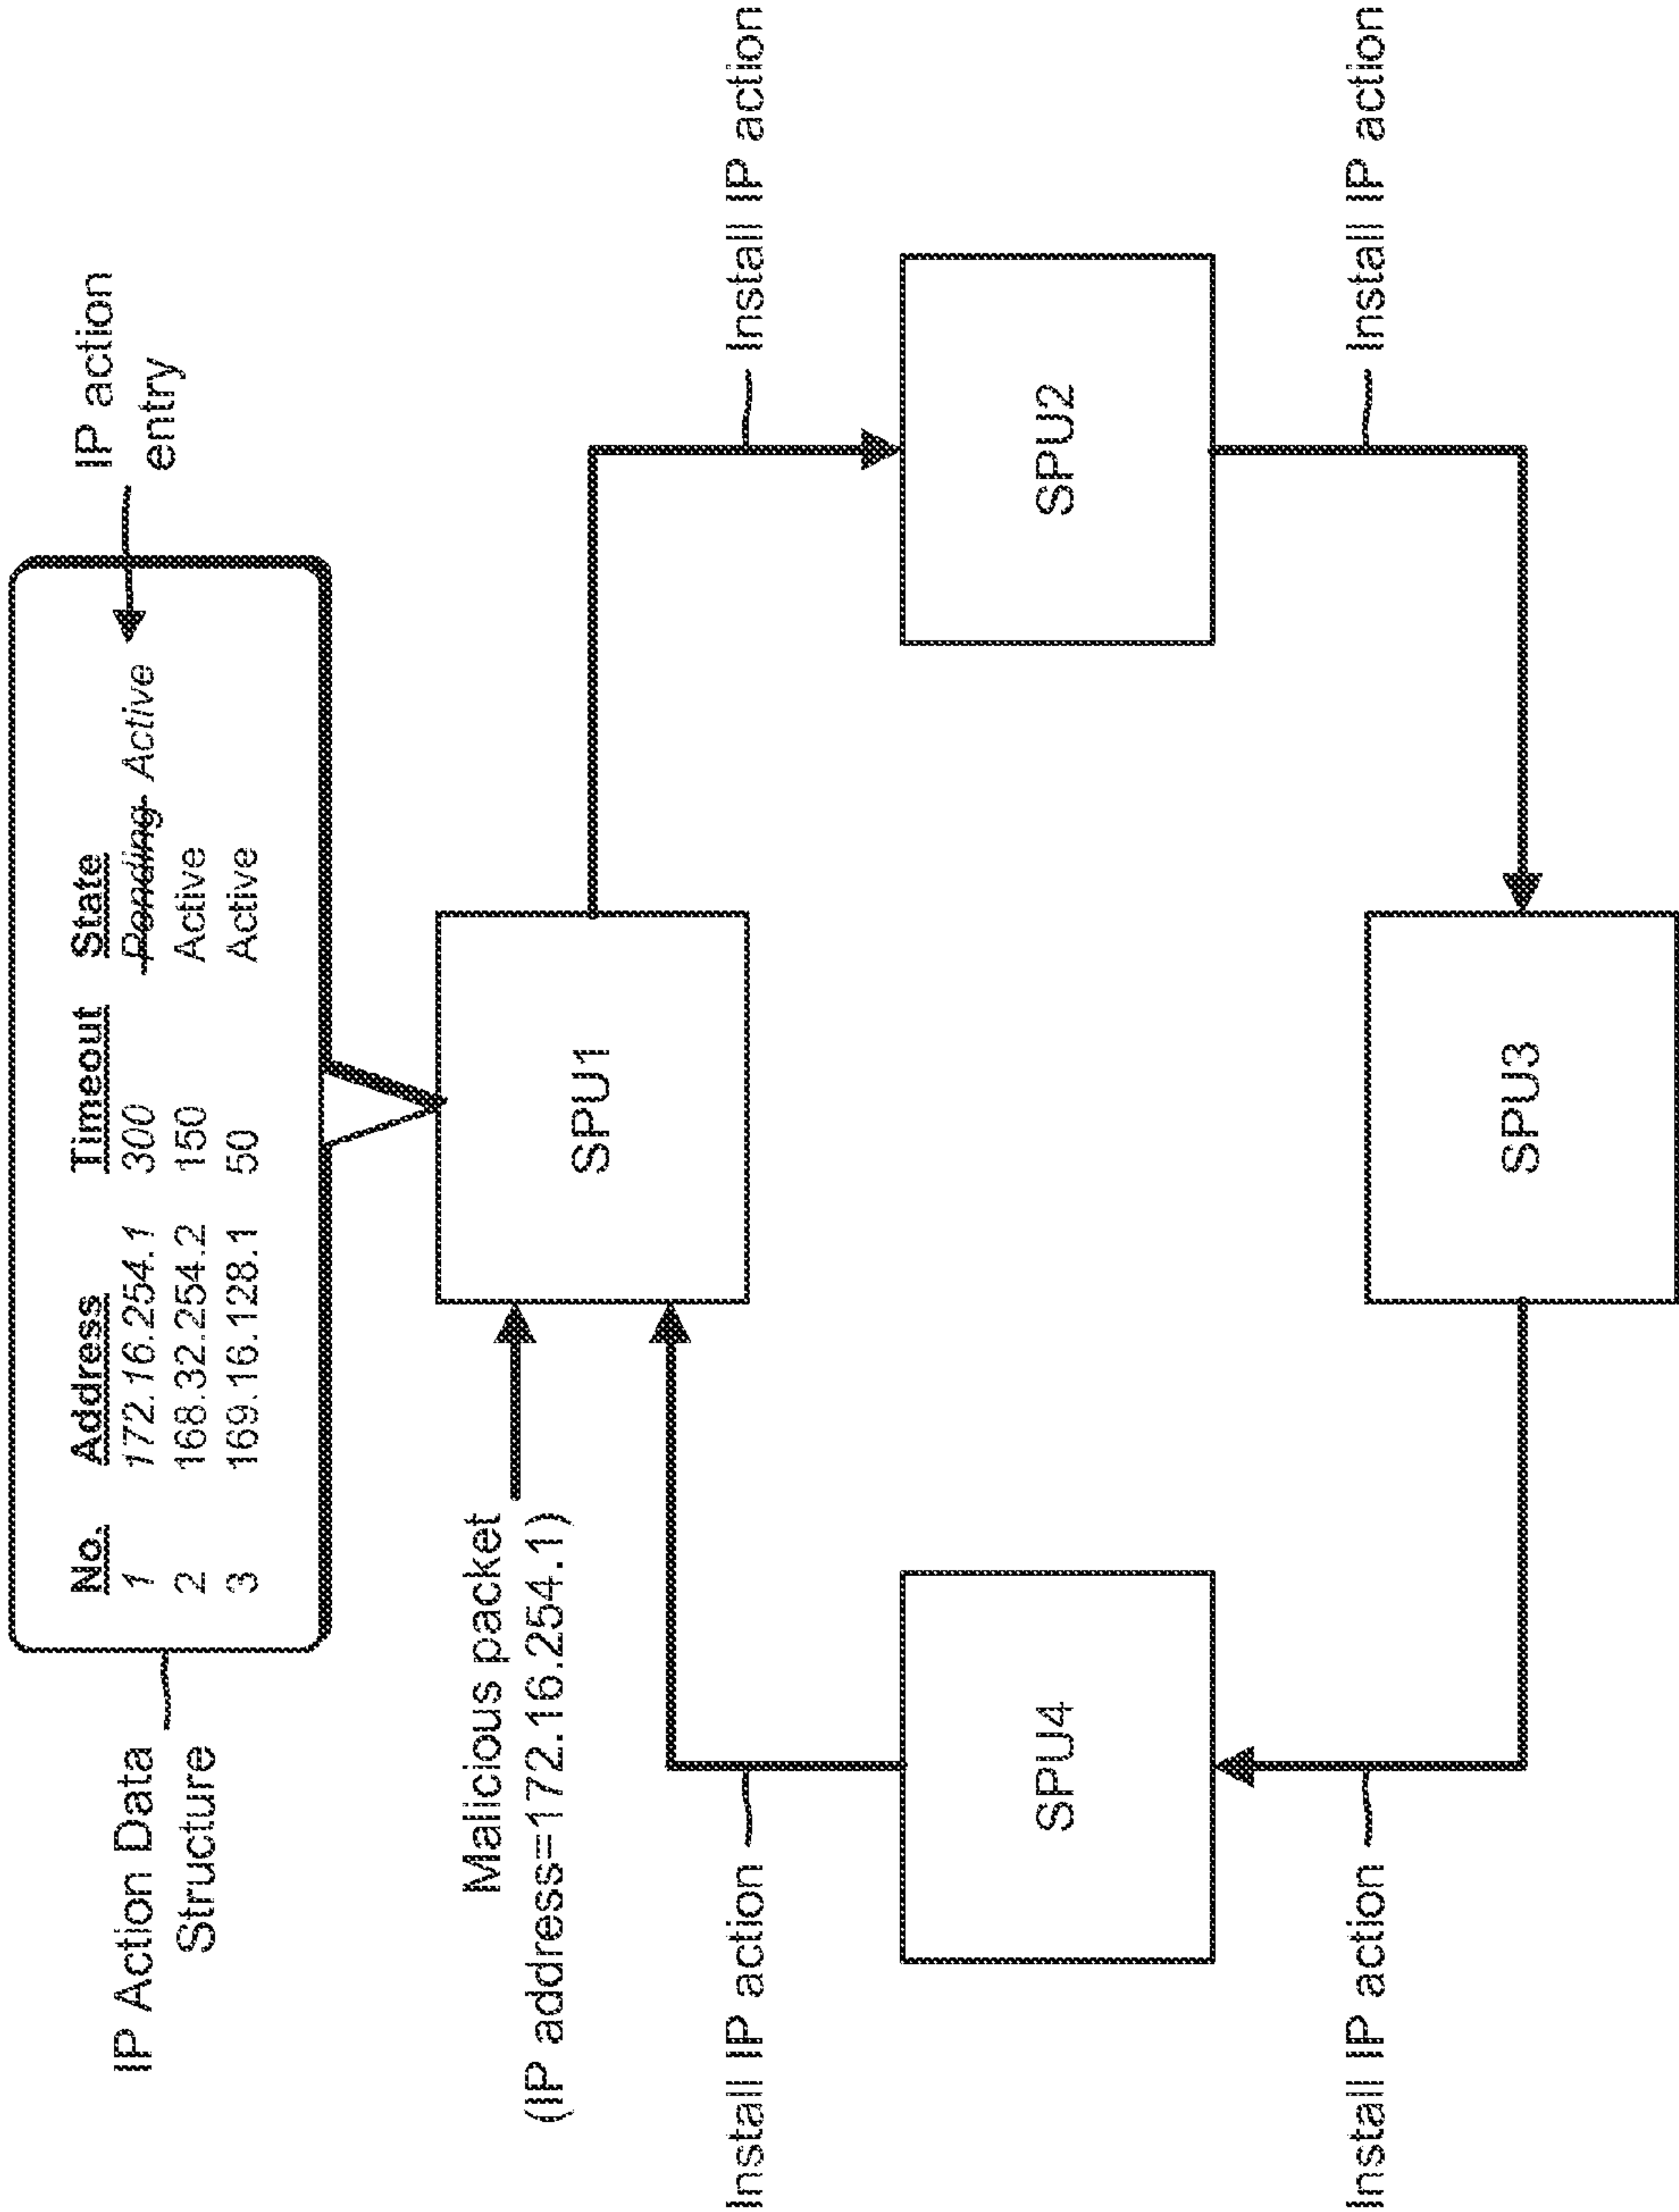 IP Action Data
Structure
No. Address Timeout State
1 172.16.254.1 300 Pending Active
2 168.32.254.2 150 Active
3 169.16.128.1 50 Active
IP action
entry
Malicious packet
(IP address=172.16.254.1)
SPU1
Install IP action
Install IP action
SPU4
SPU2
Install IP action
Install IP action
SPU3